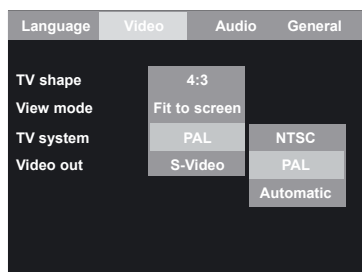 Language Video Audio General
TV shape 4:3
View mode Fit to screen
TV system PAL NTSC
Video out S-Video PAL
Automatic